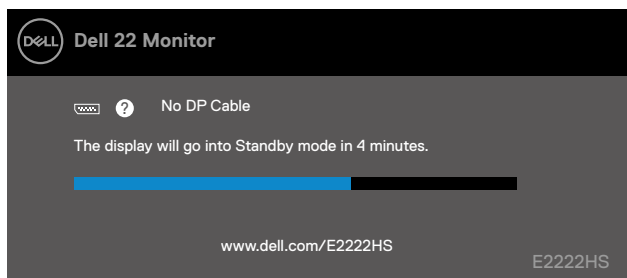 DELL Dell 22 Monitor
? No DP Cable
The display will go into Standby mode in 4 minutes.
www.dell.com/E2222HS
E2222HS